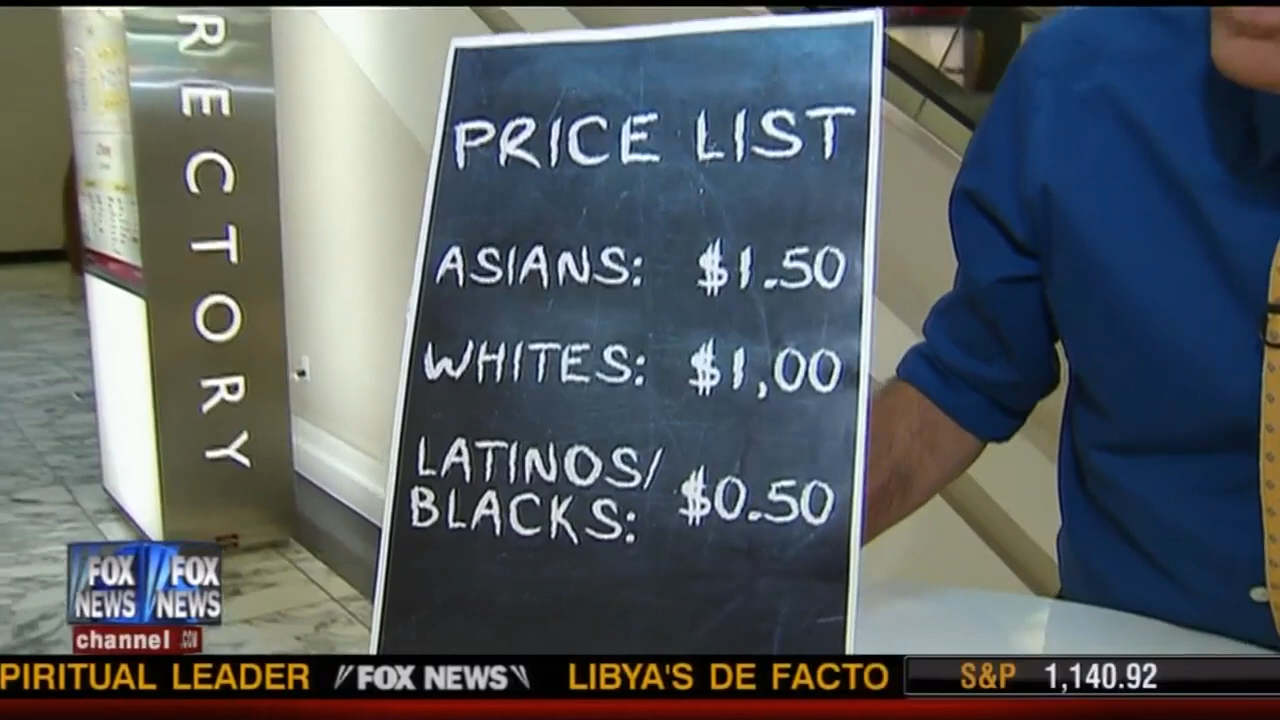 RECTORY
PRICE LIST
ASIANS: $1.50
WHITES: $1,00
LATINOS/
BLACKS: $0.50
FOX NEWS FOX NEWS
channel .COM
PIRITUAL LEADER FOX NEWS LIBYA'S DE FACTO S&P 1,140.92